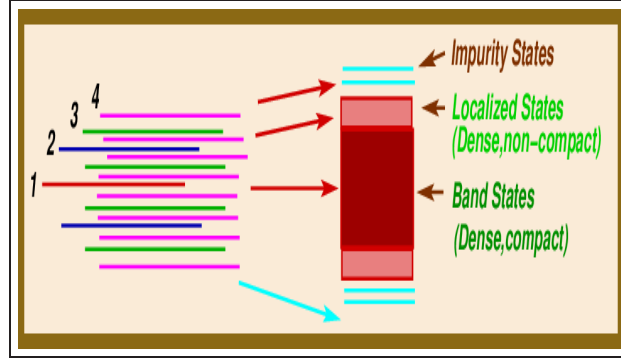 1
2
3
4
Impurity States
Localized States
(Dense,non-compact)
Band States
(Dense,compact)